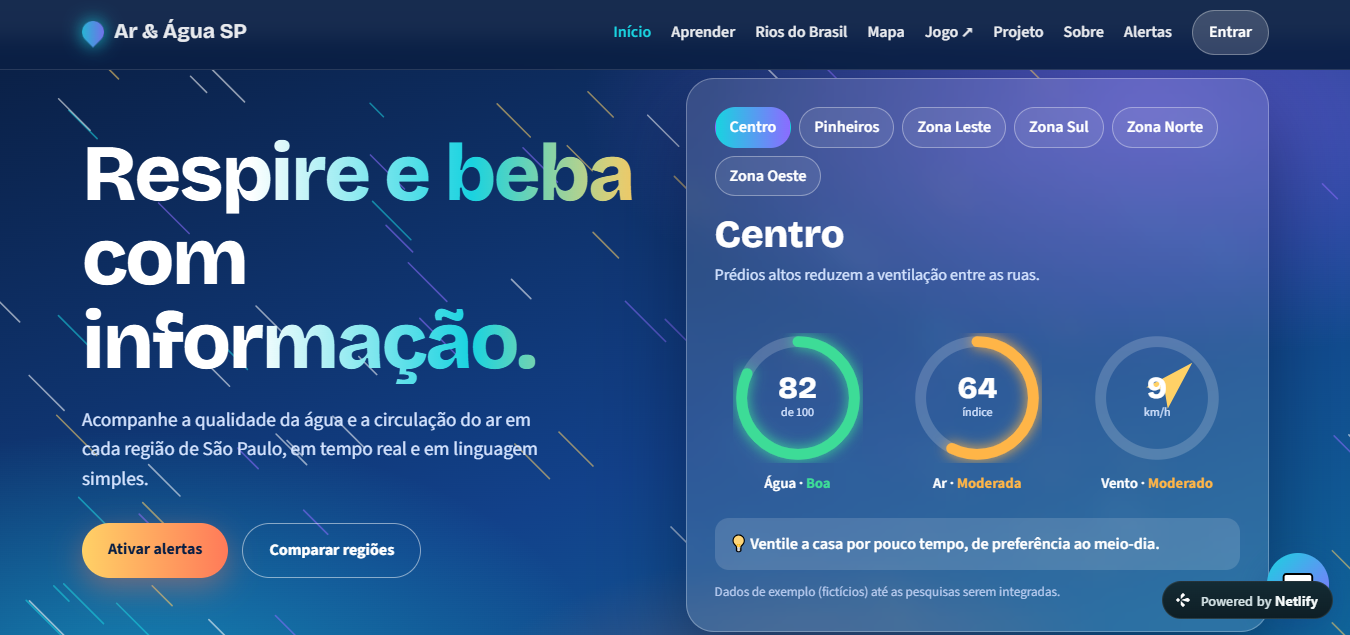 Ar & Água SP
Início
Aprender
Rios do Brasil
Mapa
Jogo ↗
Projeto
Sobre
Alertas
Entrar
Respire e beba
com
informação.
Acompanhe a qualidade da água e a circulação do ar em
cada região de São Paulo, em tempo real e em linguagem
simples.
Ativar alertas
Comparar regiões
Centro
Pinheiros
Zona Leste
Zona Sul
Zona Norte
Zona Oeste
Centro
Prédios altos reduzem a ventilação entre as ruas.
82
de 100
Água · Boa
64
índice
Ar · Moderada
9
km/h
Vento · Moderado
Ventile a casa por pouco tempo, de preferência ao meio-dia.
Dados de exemplo (fictícios) até as pesquisas serem integradas.
Powered by Netlify